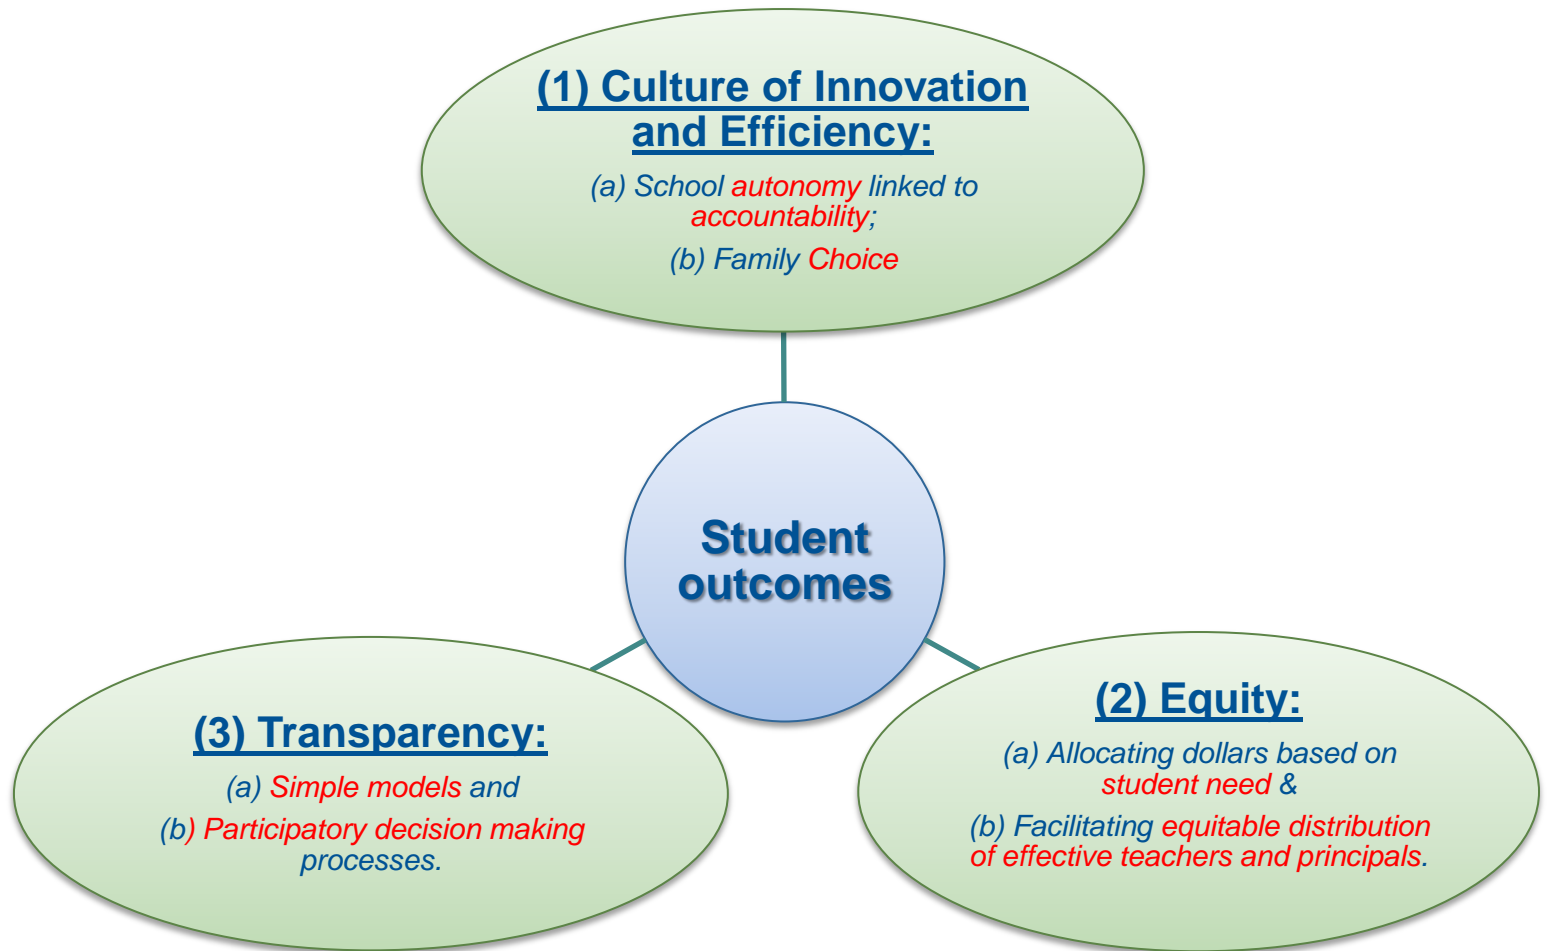 (1) Culture of Innovation
and Efficiency:
(a) School autonomy linked to
accountability;
(b) Family Choice
Student
outcomes
(2) Equity:
(a) Allocating dollars based on
student need &
(b) Facilitating equitable distribution
of effective teachers and principals.
(3) Transparency:
(a) Simple models and
(b) Participatory decision making
processes.